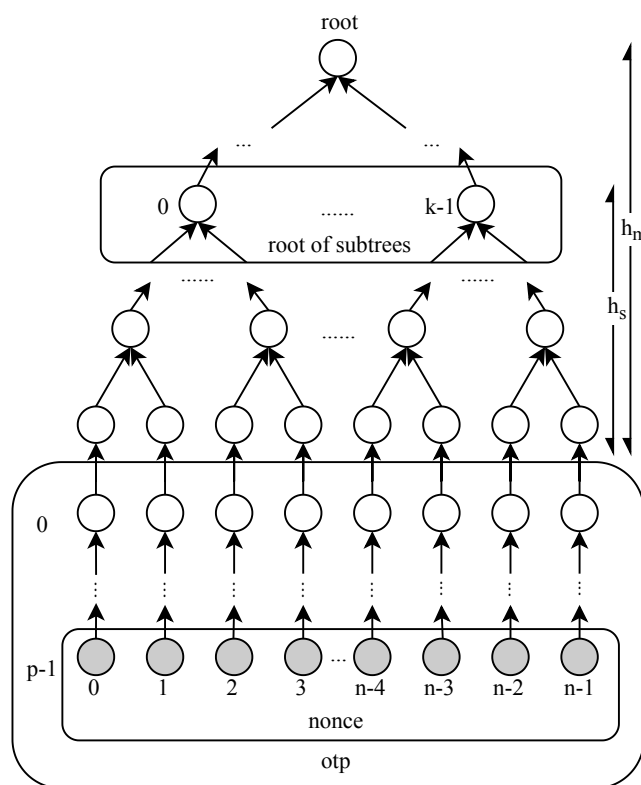 root
... ...
0 ...... k-1
root of subtrees
h_n
...... ......
h_s
......
0
... ... ... ... ... ... ... ...
p-1
...
0 1 2 3 n-4 n-3 n-2 n-1
nonce
otp